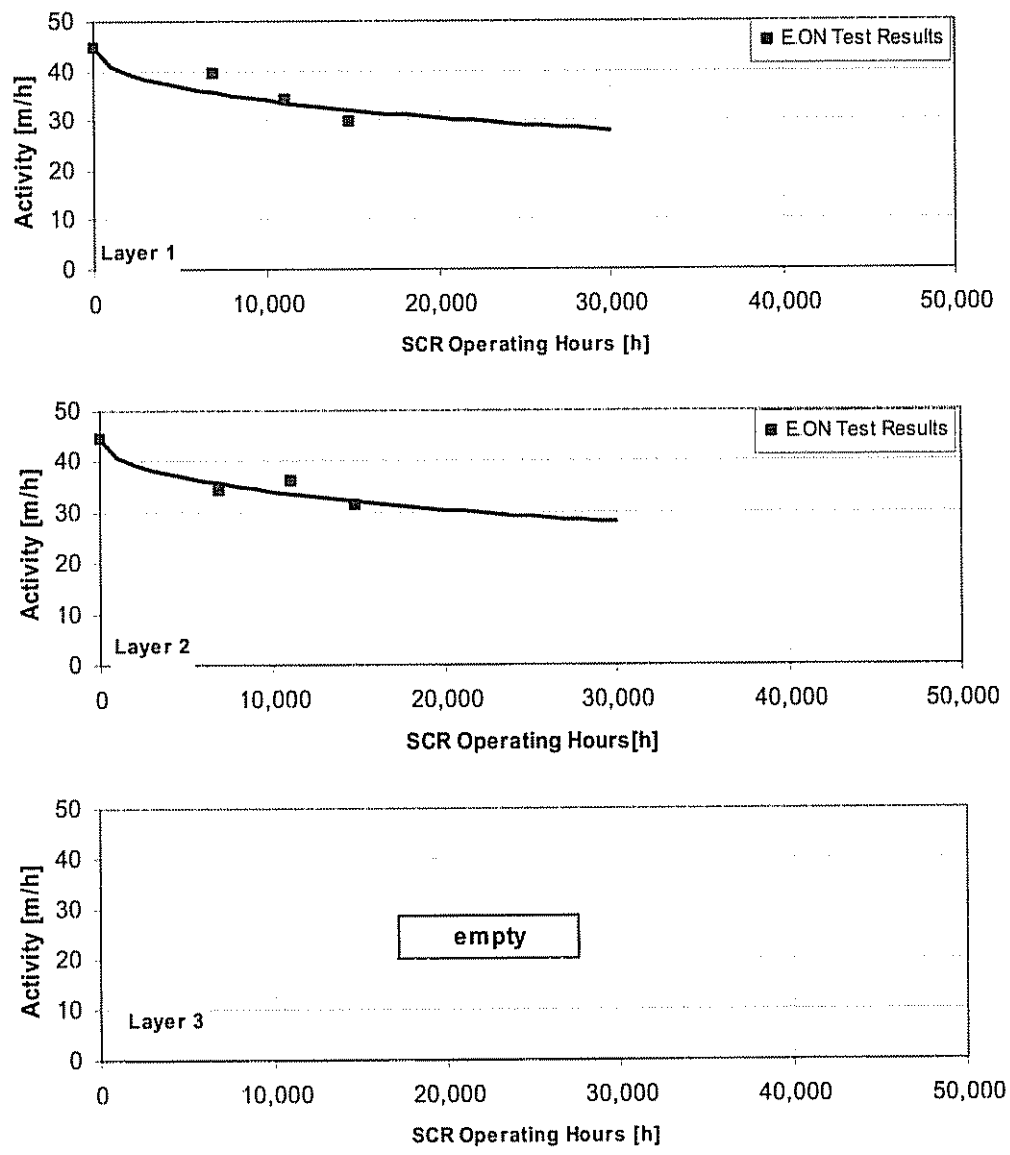 50
E.ON Test Results
40
30
20
10
0
Activity [m/h]
Layer 1
0 10,000 20,000 30,000 40,000 50,000
SCR Operating Hours [h]
50
E.ON Test Results
40
30
20
10
0
Activity [m/h]
Layer 2
0 10,000 20,000 30,000 40,000 50,000
SCR Operating Hours[h]
50
40
30
20
10
0
Activity [m/h]
empty
Layer 3
0 10,000 20,000 30,000 40,000 50,000
SCR Operating Hours [h]